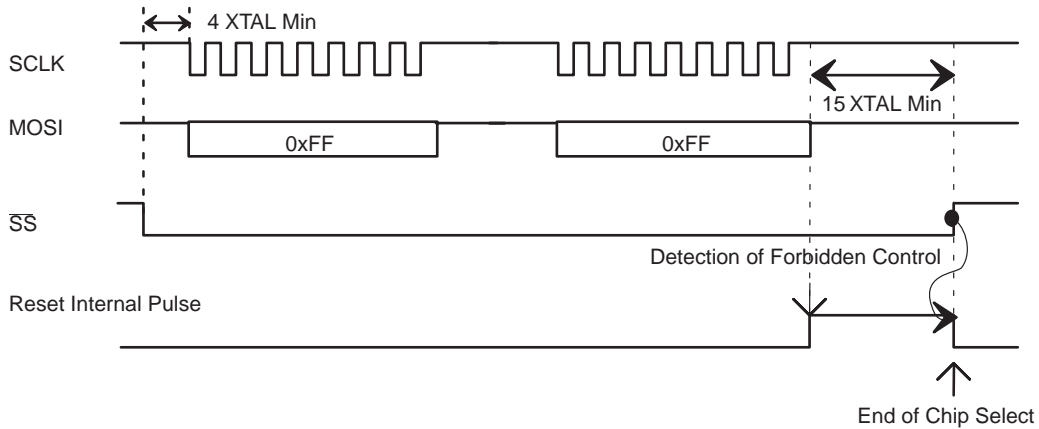 4 XTAL Min
SCLK
15 XTAL Min
MOSI
0xFF
0xFF
SS
Detection of Forbidden Control
Reset Internal Pulse
End of Chip Select